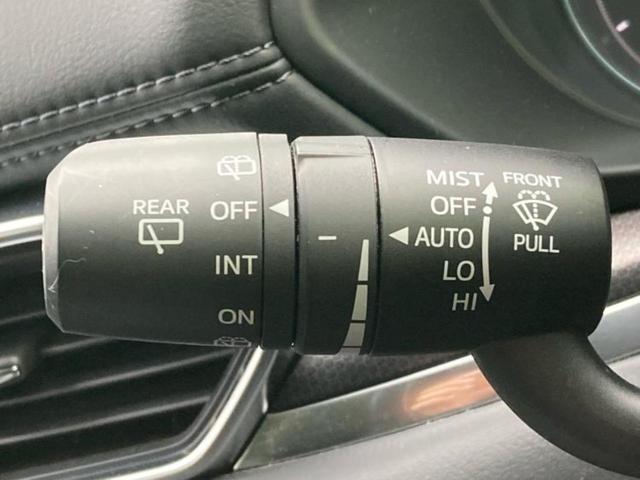 REAR
OFF
INT
ON
MIST
OFF
AUTO
LO
HI
FRONT
PULL